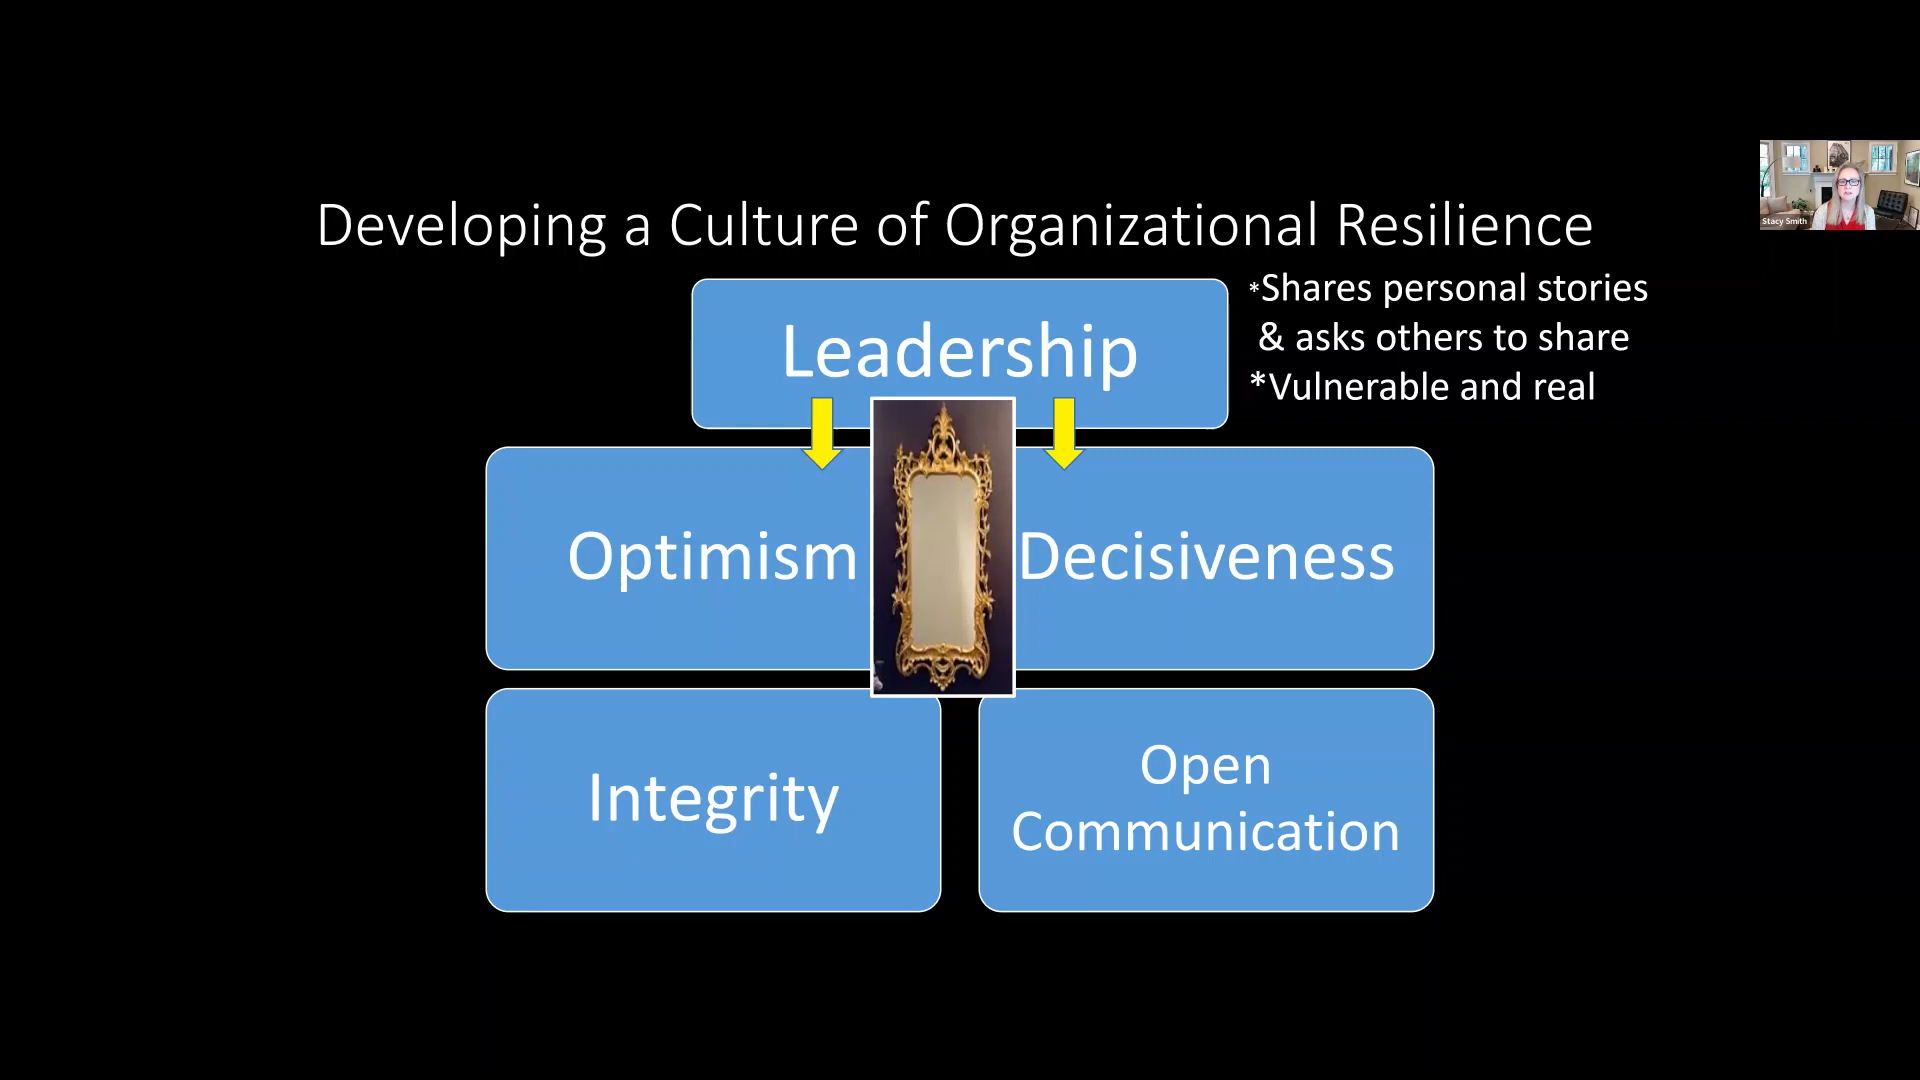 Developing a Culture of Organizational Resilience
Leadership
*Shares personal stories
& asks others to share
*Vulnerable and real
Optimism
Decisiveness
Integrity
Open
Communication
Stacy Smith